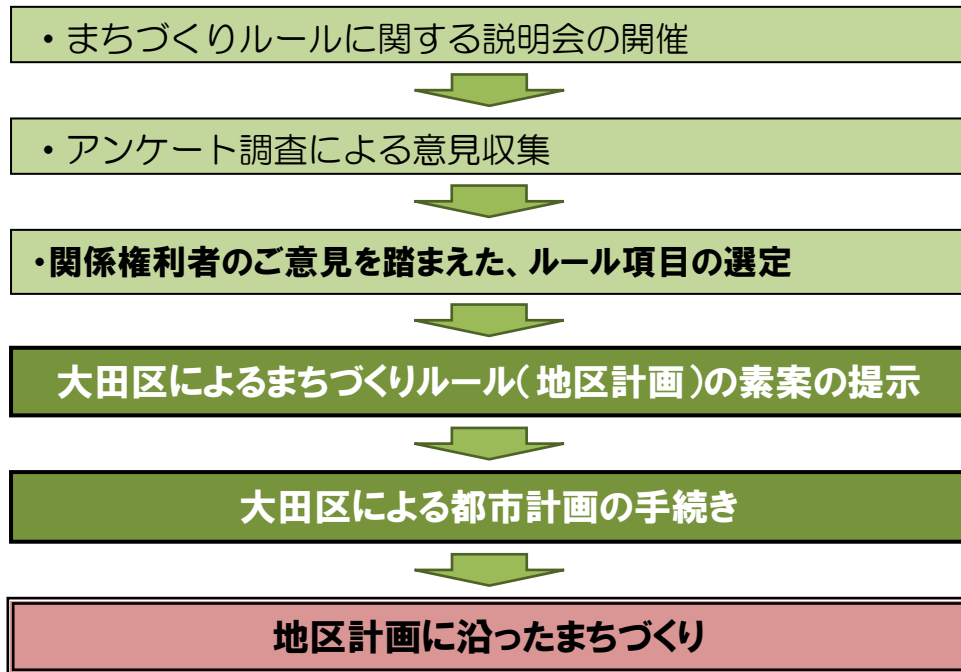 ・まちづくりルールに関する説明会の開催
・アンケート調査による意見収集
・関係権利者のご意見を踏まえた、ルール項目の選定
大田区によるまちづくりルール（地区計画）の素案の提示
大田区による都市計画の手続き
地区計画に沿ったまちづくり